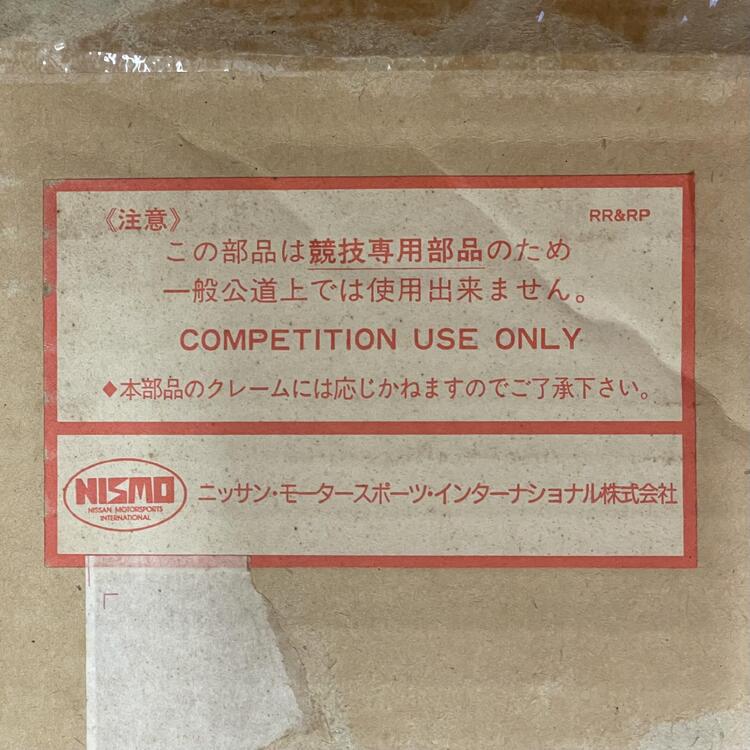 《注意》
RR&RP
この部品は競技専用部品のため
一般公道上では使用出来ません。
COMPETITION USE ONLY
◆本部品のクレームには応じかねますのでご了承下さい。
NISMO
NISSAN MOTORSPORTS
INTERNATIONAL
ニッサン・モータースポーツ・インターナショナル株式会社